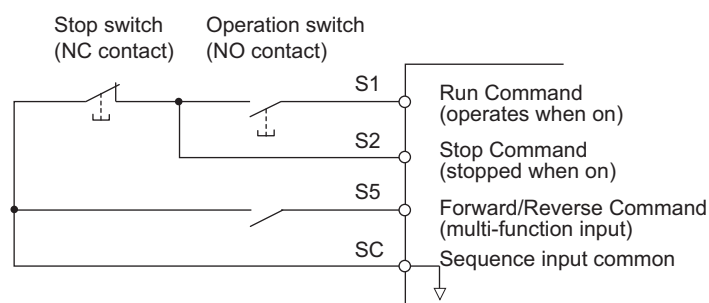 Stop switch
(NC contact)
Operation switch
(NO contact)
S1
Run Command
(operates when on)
S2
Stop Command
(stopped when on)
S5
Forward/Reverse Command
(multi-function input)
SC
Sequence input common